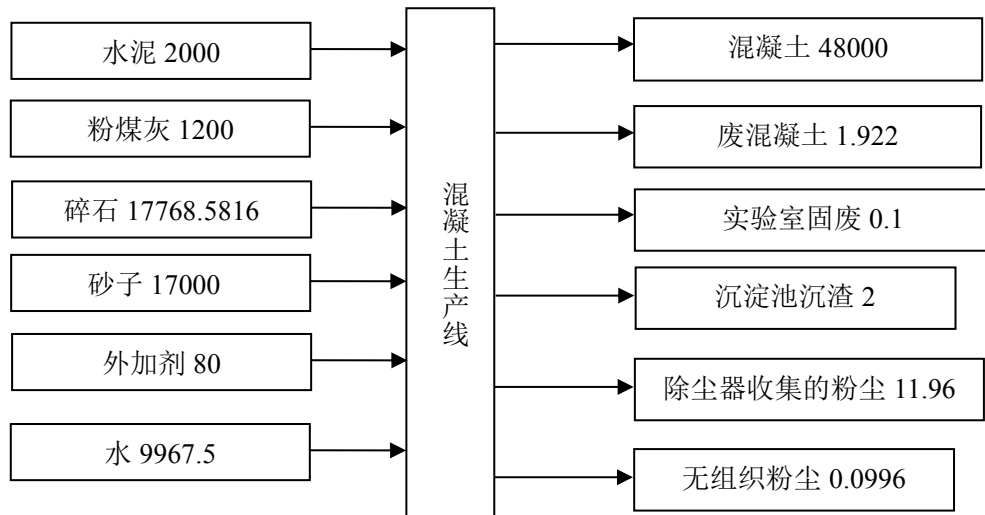 水泥 2000
粉煤灰 1200
碎石 17768.5816
砂子 17000
外加剂 80
水 9967.5
混凝土生产线
混凝土 48000
废混凝土 1.922
实验室固废 0.1
沉淀池沉渣 2
除尘器收集的粉尘 11.96
无组织粉尘 0.0996